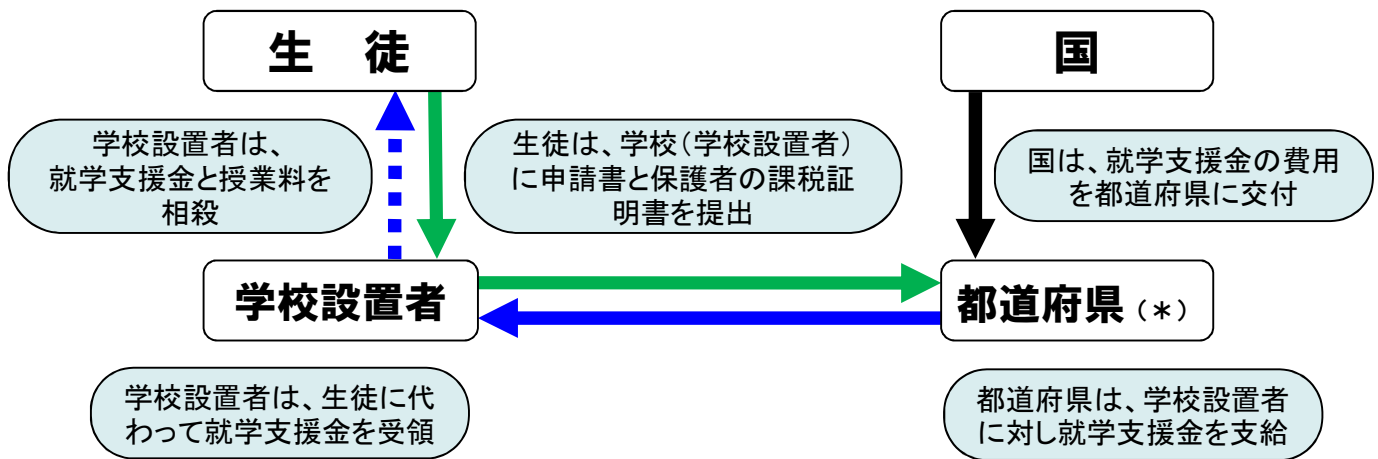 生　徒
国
学校設置者は、
就学支援金と授業料を
相殺
生徒は、学校（学校設置者）
に申請書と保護者の課税証
明書を提出
国は、就学支援金の費用
を都道府県に交付
学校設置者
都道府県（＊）
学校設置者は、生徒に代
わって就学支援金を受領
都道府県は、学校設置者
に対し就学支援金を支給